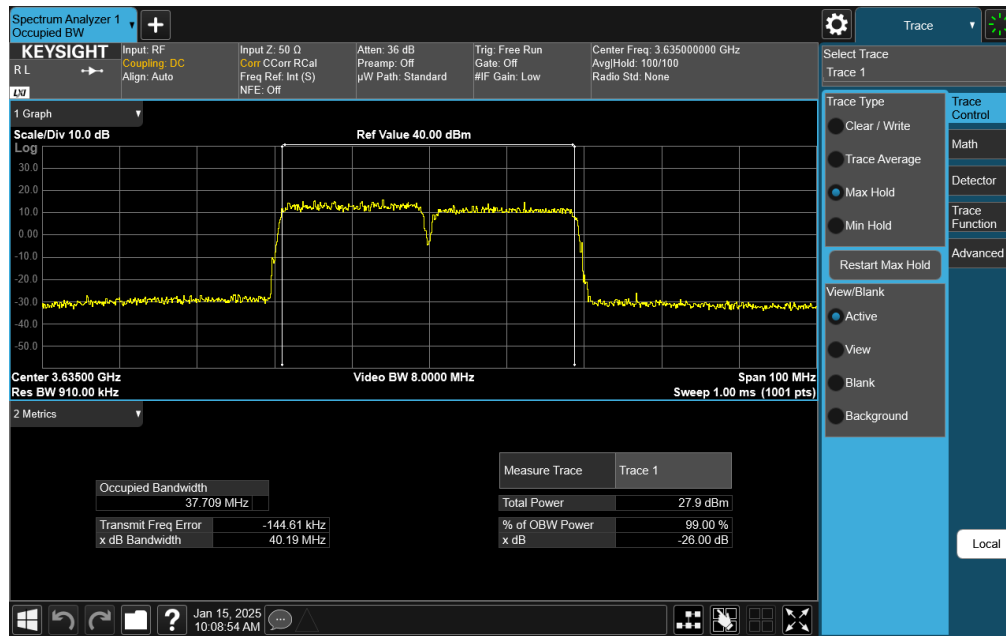 Spectrum Analyzer 1
Occupied BW
Trace
KEYSIGHT
R L
LXI
Input: RF
Coupling: DC
Align: Auto
Input Z: 50 Ω
Corr CCorr RCal
Freq Ref: Int (S)
NFE: Off
Atten: 36 dB
Preamp: Off
µW Path: Standard
Trig: Free Run
Gate: Off
#IF Gain: Low
Center Freq: 3.635000000 GHz
Avg|Hold: 100/100
Radio Std: None
Select Trace
Trace 1
1 Graph
Scale/Div 10.0 dB
Ref Value 40.00 dBm
Log
30.0
20.0
10.0
0.00
-10.0
-20.0
-30.0
-40.0
-50.0
Center 3.63500 GHz
Video BW 8.0000 MHz
Span 100 MHz
Res BW 910.00 kHz
Sweep 1.00 ms (1001 pts)
Trace Type
Clear / Write
Trace Average
Max Hold
Min Hold
Restart Max Hold
View/Blank
Active
View
Blank
Background
Trace
Control
Math
Detector
Trace
Function
Advanced
Local
2 Metrics
Occupied Bandwidth
37.709 MHz
Transmit Freq Error -144.61 kHz
x dB Bandwidth 40.19 MHz
Measure Trace Trace 1
Total Power 27.9 dBm
% of OBW Power 99.00 %
x dB -26.00 dB
?
Jan 15, 2025
10:08:54 AM